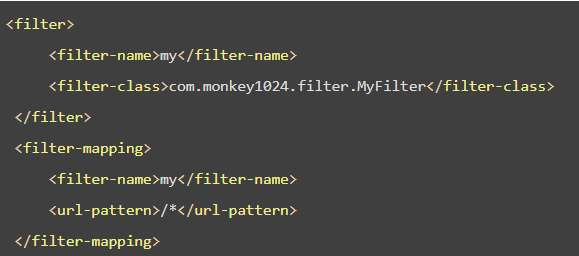 <filter>
<filter-name>my</filter-name>
<filter-class>com.monkey1024.filter.MyFilter</filter-class>
</filter>
<filter-mapping>
<filter-name>my</filter-name>
<url-pattern>/*</url-pattern>
</filter-mapping>